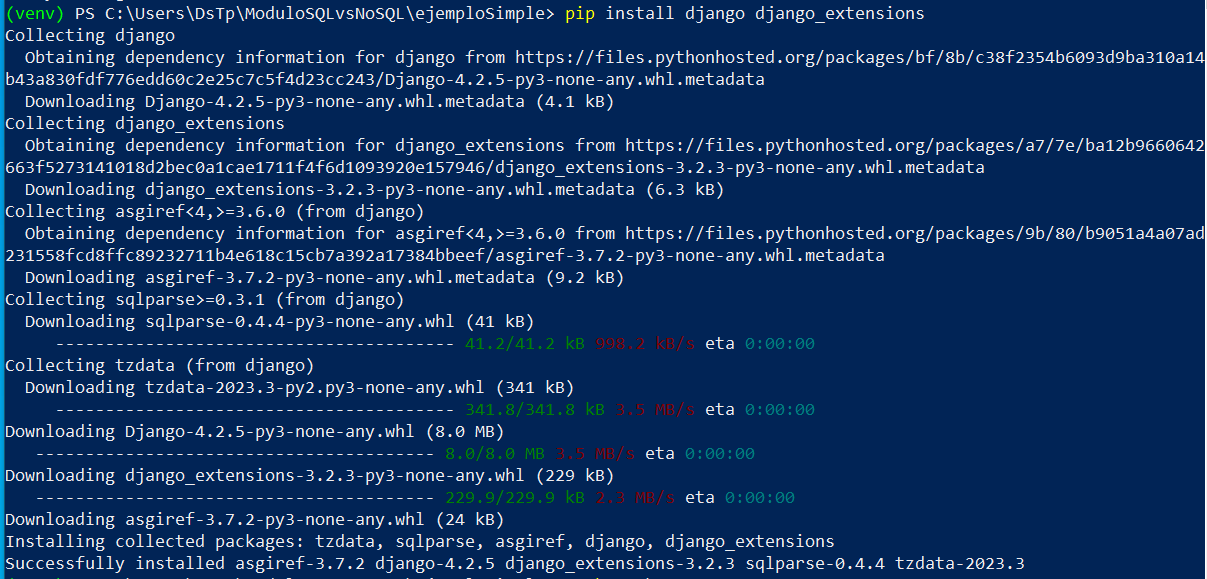 (venv) PS C:\Users\DsTp\ModuloSQLvsNoSQL\ejemploSimple> pip install django django_extensions
Collecting django
  Obtaining dependency information for django from https://files.pythonhosted.org/packages/bf/8b/c38f2354b6093d9ba310a14
b43a830fdf776edd60c2e25c7c5f4d23cc243/Django-4.2.5-py3-none-any.whl.metadata
  Downloading Django-4.2.5-py3-none-any.whl.metadata (4.1 kB)
Collecting django_extensions
  Obtaining dependency information for django_extensions from https://files.pythonhosted.org/packages/a7/7e/ba12b9660642
663f5273141018d2bec0a1cae1711f4f6d1093920e157946/django_extensions-3.2.3-py3-none-any.whl.metadata
  Downloading django_extensions-3.2.3-py3-none-any.whl.metadata (6.3 kB)
Collecting asgiref<4,>=3.6.0 (from django)
  Obtaining dependency information for asgiref<4,>=3.6.0 from https://files.pythonhosted.org/packages/9b/80/b9051a4a07ad
231558fcd8ffc89232711b4e618c15cb7a392a17384bbeef/asgiref-3.7.2-py3-none-any.whl.metadata
  Downloading asgiref-3.7.2-py3-none-any.whl.metadata (9.2 kB)
Collecting sqlparse>=0.3.1 (from django)
  Downloading sqlparse-0.4.4-py3-none-any.whl (41 kB)
     ---------------------------------------- 41.2/41.2 kB 998.2 kB/s eta 0:00:00
Collecting tzdata (from django)
  Downloading tzdata-2023.3-py2.py3-none-any.whl (341 kB)
     ---------------------------------------- 341.8/341.8 kB 3.5 MB/s eta 0:00:00
Downloading Django-4.2.5-py3-none-any.whl (8.0 MB)
   ---------------------------------------- 8.0/8.0 MB 3.5 MB/s eta 0:00:00
Downloading django_extensions-3.2.3-py3-none-any.whl (229 kB)
   ---------------------------------------- 229.9/229.9 kB 2.3 MB/s eta 0:00:00
Downloading asgiref-3.7.2-py3-none-any.whl (24 kB)
Installing collected packages: tzdata, sqlparse, asgiref, django, django_extensions
Successfully installed asgiref-3.7.2 django-4.2.5 django_extensions-3.2.3 sqlparse-0.4.4 tzdata-2023.3